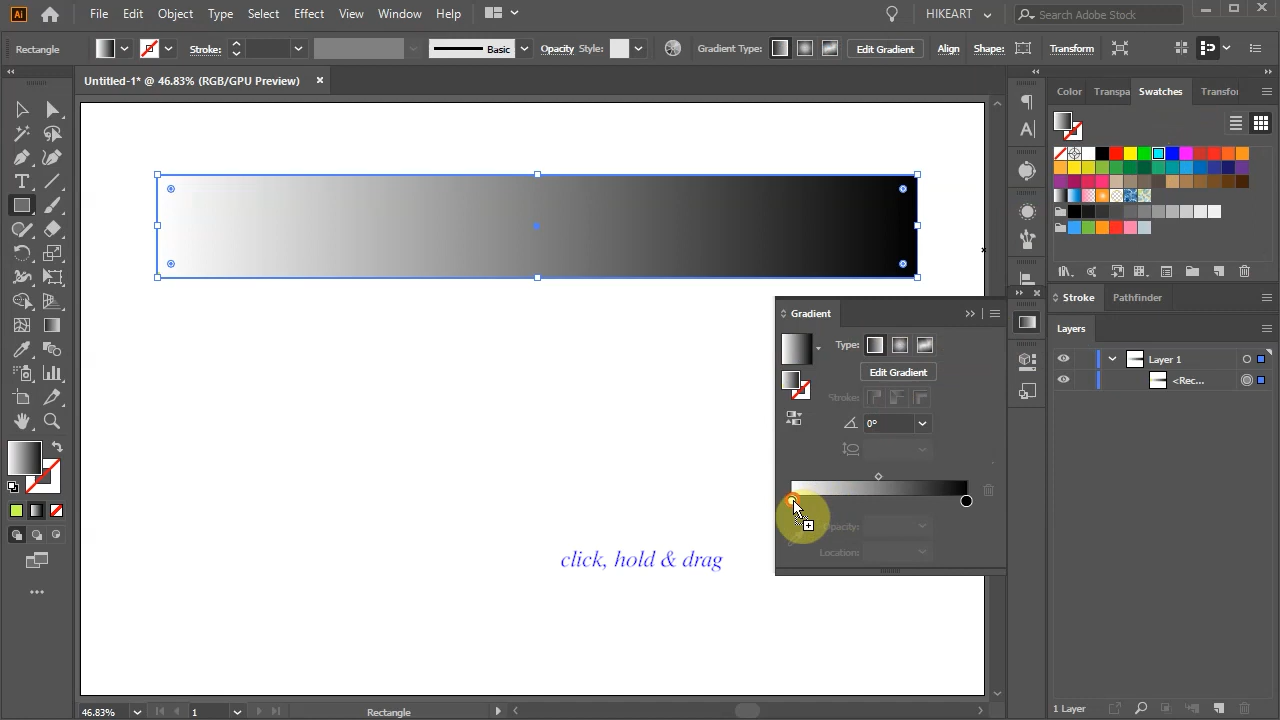 Ai File Edit Object Type Select Effect View Window Help HIKEART Search Adobe Stock
Rectangle Stroke: Basic Opacity Style: Gradient Type: Edit Gradient Align Shape: Transform
Untitled-1* @ 46.83% (RGB/GPU Preview) ×
Color Transpa Swatches Transfo
Gradient
Type:
Edit Gradient
Stroke:
0°
Opacity:
Location:
Stroke Pathfinder
Layers
Layer 1
<Rec...
click, hold & drag
46.83% 1 Rectangle
1 Layer